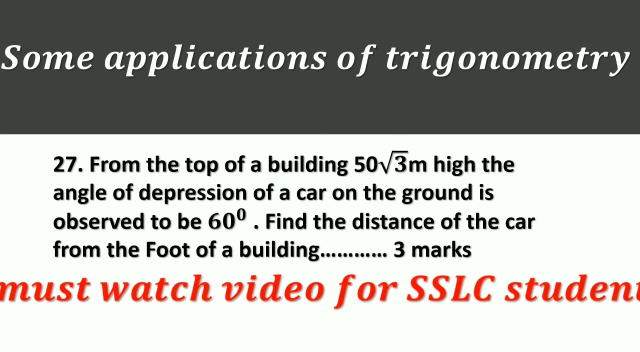 Some applications of trigonometry
27. From the top of a building 50√3m high the
angle of depression of a car on the ground is
observed to be 60⁰ . Find the distance of the car
from the Foot of a building………… 3 marks
must watch video for SSLC student